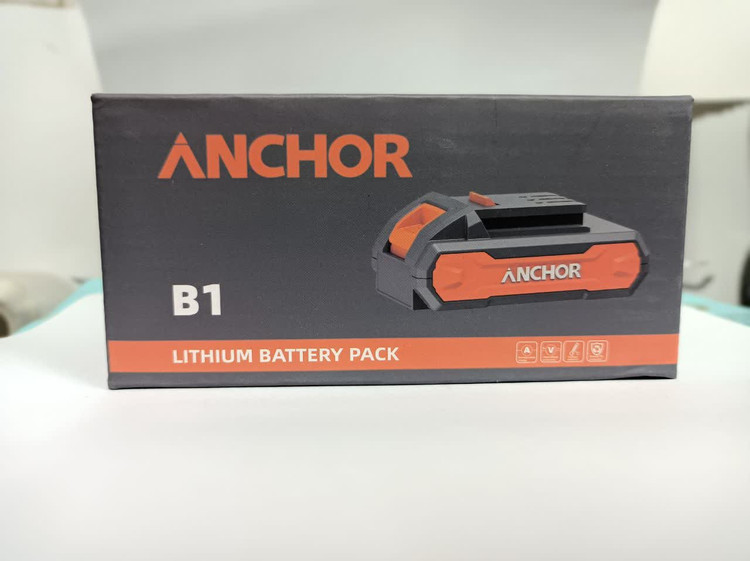 ANCHOR
ANCHOR
B1
LITHIUM BATTERY PACK
A
V